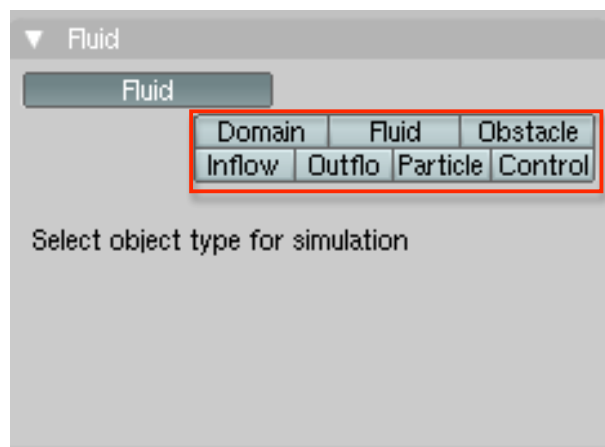 Fluid
Fluid
Domain Fluid Obstacle
Inflow Outflo Particle Control
Select object type for simulation